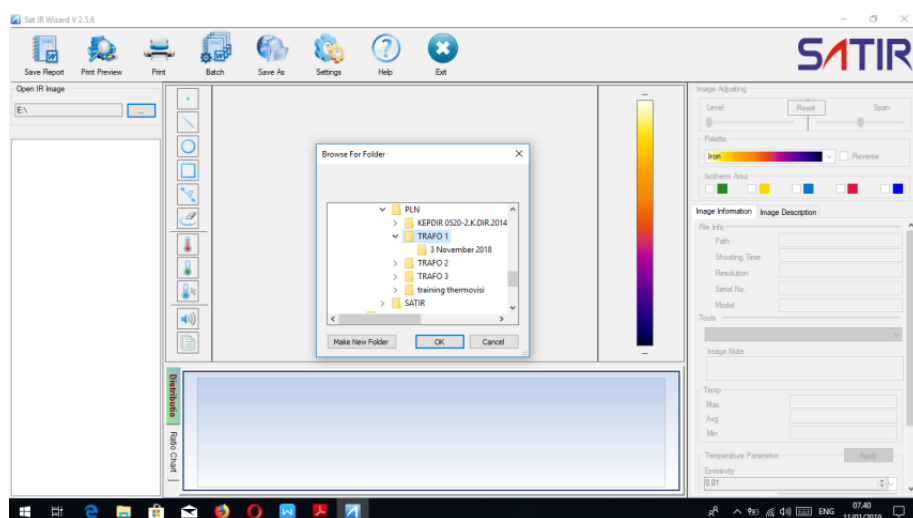 Sat IR Wizard V 2.5.6
Save Report Print Preview Print Batch Save As Settings Help Exit
SATIR
Open IR Image
E:\ ...
Browse For Folder
PLN
KEPDIR 0520-2.K.DIR.2014
TRAFO 1
3 November 2018
TRAFO 2
TRAFO 3
training thermovisi
SATIR
Make New Folder OK Cancel
Distributio
Ratio Chart
Image Adjusting
Level Reset Span
Palette
Iron Reverse
Isotherm Area
Image Information Image Description
File Info
Path
Shooting Time
Resolution
Serial No.
Model
Tools
Image Note
Temp
Max
Avg
Min
Temperature Parameter Apply
Emissivity
0.01
ENG
07.40
11/01/2019